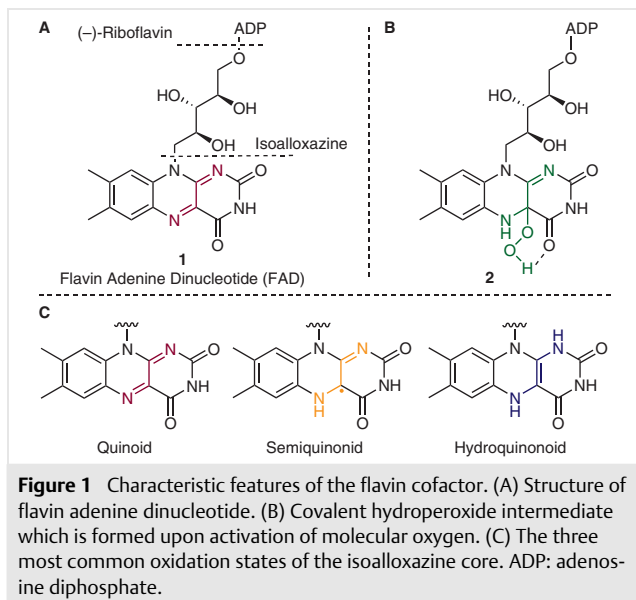 A
(–)-Riboflavin
ADP
O
HO
OH
OH
Isoalloxazine
N
N
O
N
NH
O
1
Flavin Adenine Dinucleotide (FAD)
B
ADP
O
HO
OH
OH
N
N
O
N
H
NH
O
O
O
H
2
C
N
N
O
N
NH
O
Quinoid
N
N
O
N
H
NH
O
Semiquinonid
N
H
N
O
N
H
NH
O
Hydroquinonoid
Figure 1 Characteristic features of the flavin cofactor. (A) Structure of
flavin adenine dinucleotide. (B) Covalent hydroperoxide intermediate
which is formed upon activation of molecular oxygen. (C) The three
most common oxidation states of the isoalloxazine core. ADP: adenos-
ine diphosphate.